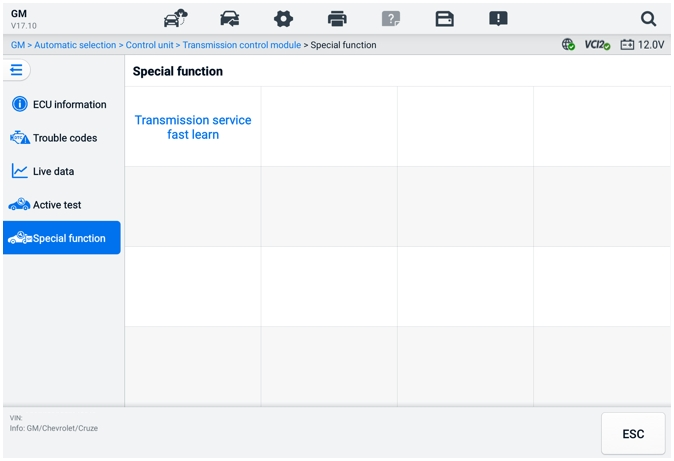 GM
V17.10
GM > Automatic selection > Control unit > Transmission control module > Special function
VCI2
12.0V
Special function
ECU information
Trouble codes
Live data
Active test
Special function
Transmission service
fast learn
VIN:
Info: GM/Chevrolet/Cruze
ESC